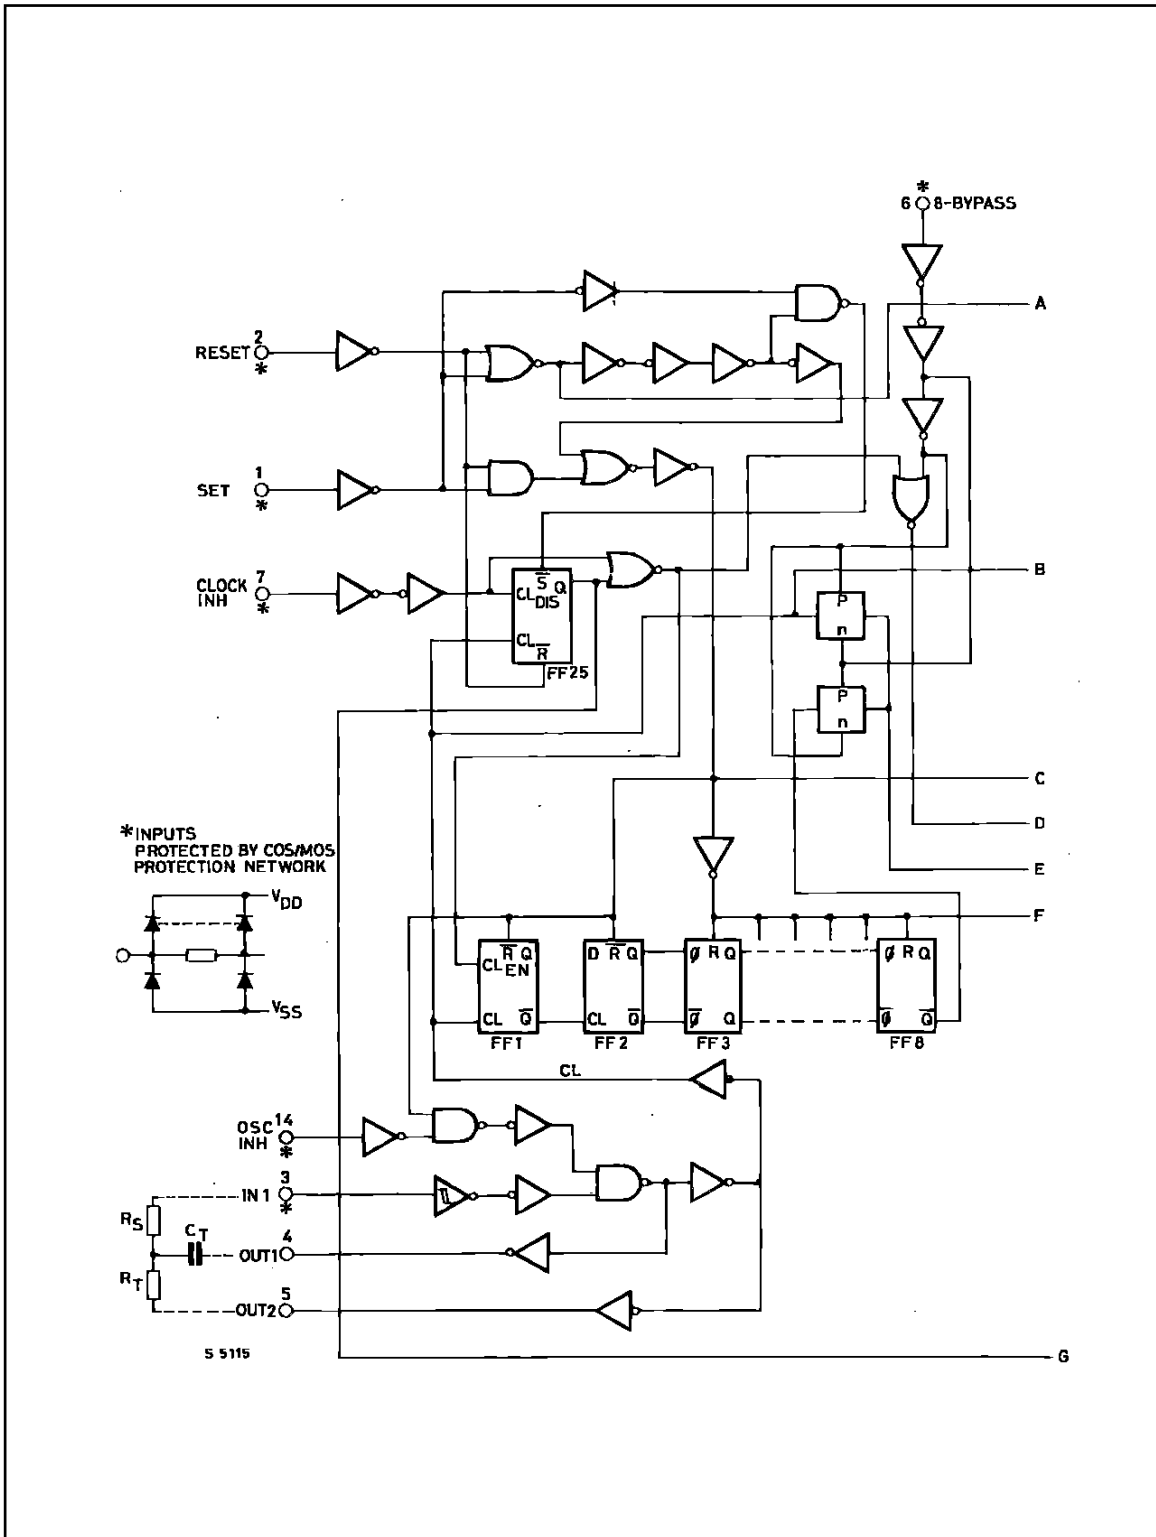 *
6 8-BYPASS
A
2
RESET
*
1
SET
*
7
CLOCK
INH
*
S̅ Q
CL DIS
CL
R̅
FF25
P
n
B
P
n
C
D
E
F
*INPUTS
PROTECTED BY COS/MOS
PROTECTION NETWORK
VDD
VSS
R̅ Q
CL EN
CL Q̅
FF1
D R̅ Q
CL Q̅
FF2
Ø R Q
Ø̅ Q
FF3
Ø R Q
Ø̅ Q̅
FF8
CL
OSC 14
INH
*
3
IN1
*
RS
CT
4
OUT1
RT
5
OUT2
S 5115
G